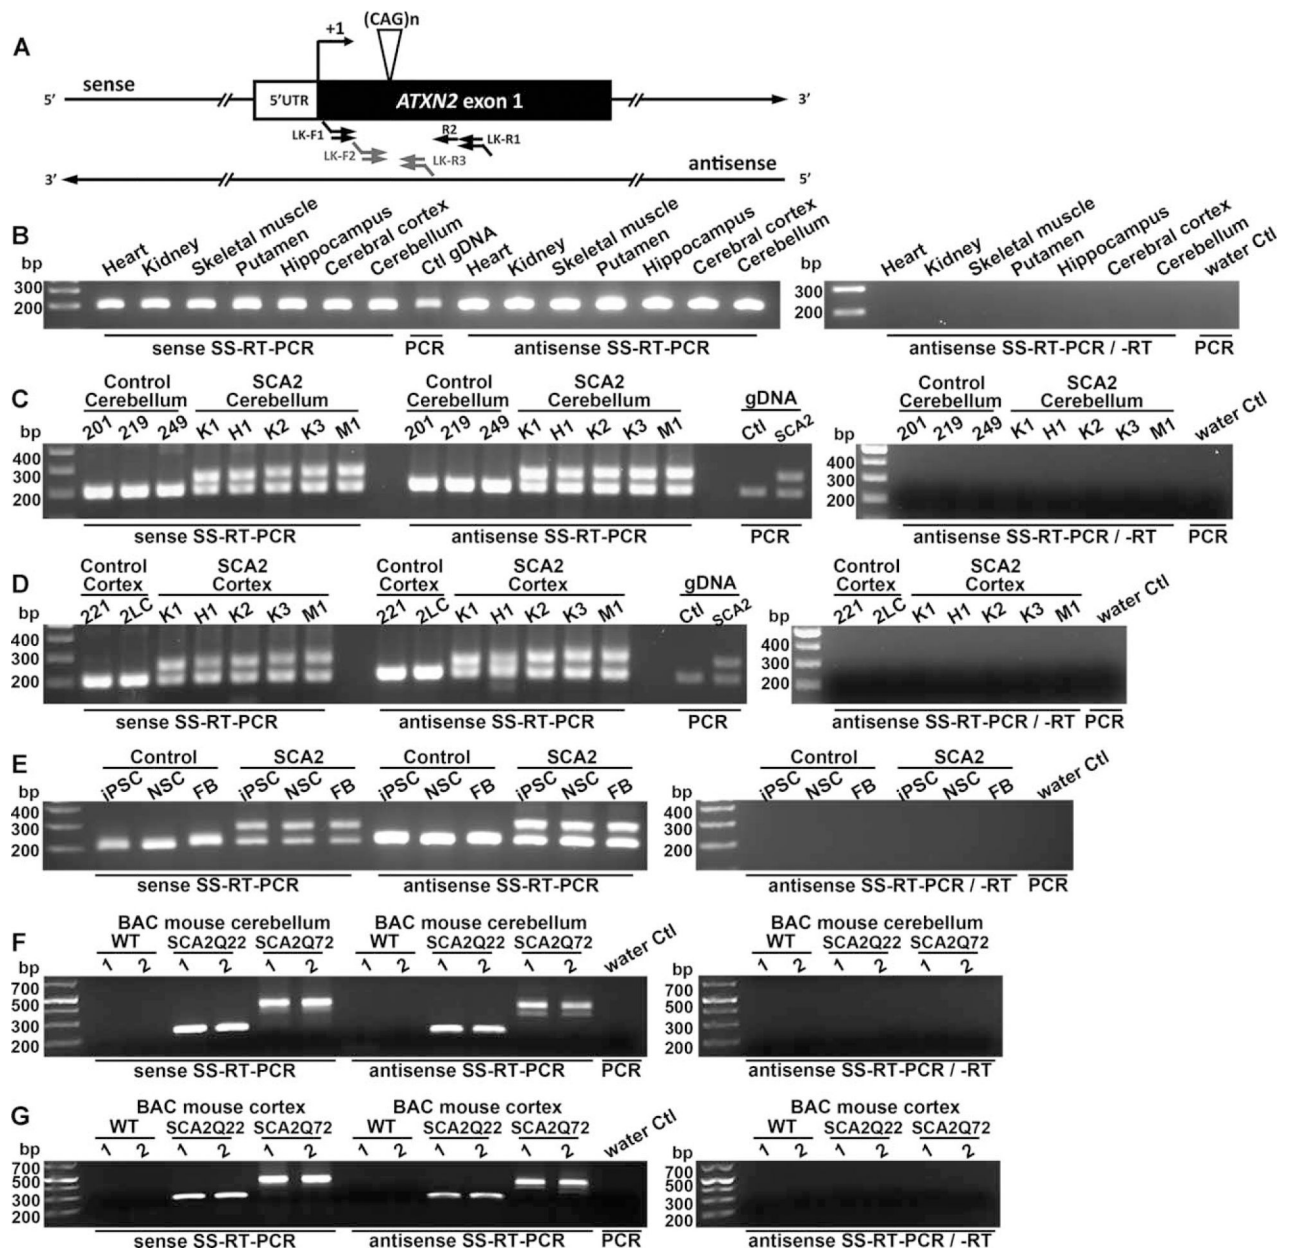 A
+1
(CAG)n
sense
5'
5'UTR
ATXN2 exon 1
3'
LK-F1
R2
LK-R1
LK-F2
LK-R3
antisense
3'
5'
B
bp
Heart Kidney Skeletal muscle Putamen Hippocampus Cerebral cortex Cerebellum Ctl gDNA Heart Kidney Skeletal muscle Putamen Hippocampus Cerebral cortex Cerebellum
300
200
sense SS-RT-PCR PCR antisense SS-RT-PCR
bp
Heart Kidney Skeletal muscle Putamen Hippocampus Cerebral cortex Cerebellum water Ctl
300
200
antisense SS-RT-PCR / -RT PCR
C
Control Cerebellum SCA2 Cerebellum Control Cerebellum SCA2 Cerebellum gDNA
bp
201 219 249 K1 H1 K2 K3 M1 201 219 249 K1 H1 K2 K3 M1 Ctl SCA2
400
300
200
sense SS-RT-PCR antisense SS-RT-PCR PCR
Control Cerebellum SCA2 Cerebellum
bp
201 219 249 K1 H1 K2 K3 M1 water Ctl
400
300
200
antisense SS-RT-PCR / -RT PCR
D
Control Cortex SCA2 Cortex Control Cortex SCA2 Cortex gDNA
bp
221 2LC K1 H1 K2 K3 M1 221 2LC K1 H1 K2 K3 M1 Ctl SCA2
400
300
200
sense SS-RT-PCR antisense SS-RT-PCR PCR
Control Cortex SCA2 Cortex
bp
221 2LC K1 H1 K2 K3 M1 water Ctl
400
300
200
antisense SS-RT-PCR / -RT PCR
E
Control SCA2 Control SCA2
bp
iPSC NSC FB iPSC NSC FB iPSC NSC FB iPSC NSC FB
400
300
200
sense SS-RT-PCR antisense SS-RT-PCR
Control SCA2
bp
iPSC NSC FB iPSC NSC FB water Ctl
400
300
200
antisense SS-RT-PCR / -RT PCR
F
BAC mouse cerebellum BAC mouse cerebellum
WT SCA2Q22 SCA2Q72 WT SCA2Q22 SCA2Q72 water Ctl
bp
1 2 1 2 1 2 1 2 1 2 1 2
700
500
300
200
sense SS-RT-PCR antisense SS-RT-PCR PCR
BAC mouse cerebellum
WT SCA2Q22 SCA2Q72
bp
1 2 1 2 1 2
700
500
300
200
antisense SS-RT-PCR / -RT
G
BAC mouse cortex BAC mouse cortex
WT SCA2Q22 SCA2Q72 WT SCA2Q22 SCA2Q72 water Ctl
bp
1 2 1 2 1 2 1 2 1 2 1 2
700
500
300
200
sense SS-RT-PCR antisense SS-RT-PCR PCR
BAC mouse cortex
WT SCA2Q22 SCA2Q72
bp
1 2 1 2 1 2
700
500
300
200
antisense SS-RT-PCR / -RT